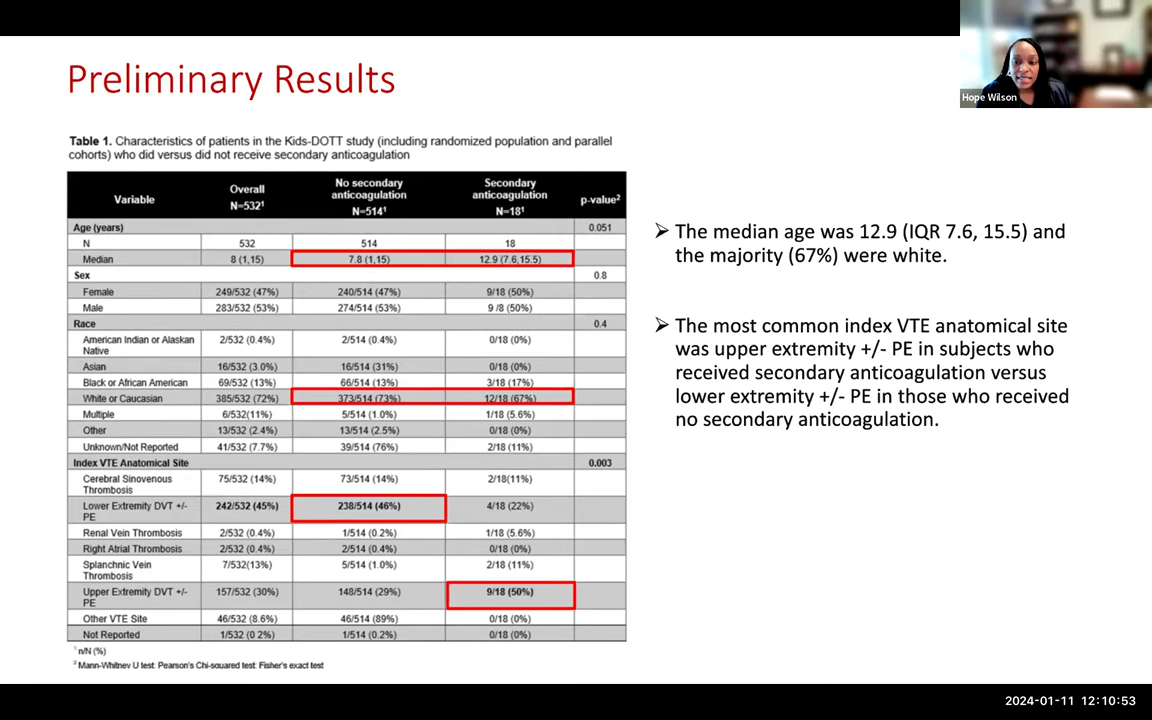 Hope Wilson
Preliminary Results
Table 1. Characteristics of patients in the Kids-DOTT study (including randomized population and parallel
cohorts) who did versus did not receive secondary anticoagulation
Variable Overall N=532¹ No secondary anticoagulation N=514¹ Secondary anticoagulation N=18¹ p-value²
Age (years) 0.051
N 532 514 18
Median 8 (1,15) 7.8 (1,15) 12.9 (7.6,15.5)
Sex 0.8
Female 249/532 (47%) 240/514 (47%) 9/18 (50%)
Male 283/532 (53%) 274/514 (53%) 9 /8 (50%)
Race 0.4
American Indian or Alaskan
Native 2/532 (0.4%) 2/514 (0.4%) 0/18 (0%)
Asian 16/532 (3.0%) 16/514 (31%) 0/18 (0%)
Black or African American 69/532 (13%) 66/514 (13%) 3/18 (17%)
White or Caucasian 385/532 (72%) 373/514 (73%) 12/18 (67%)
Multiple 6/532(11%) 5/514 (1.0%) 1/18 (5.6%)
Other 13/532 (2.4%) 13/514 (2.5%) 0/18 (0%)
Unknown/Not Reported 41/532 (7.7%) 39/514 (76%) 2/18 (11%)
Index VTE Anatomical Site 0.003
Cerebral Sinovenous
Thrombosis 75/532 (14%) 73/514 (14%) 2/18(11%)
Lower Extremity DVT +/-
PE 242/532 (45%) 238/514 (46%) 4/18 (22%)
Renal Vein Thrombosis 2/532 (0.4%) 1/514 (0.2%) 1/18 (5.6%)
Right Atrial Thrombosis 2/532 (0.4%) 2/514 (0.4%) 0/18 (0%)
Splanchnic Vein
Thrombosis 7/532(13%) 5/514 (1.0%) 2/18 (11%)
Upper Extremity DVT +/-
PE 157/532 (30%) 148/514 (29%) 9/18 (50%)
Other VTE Site 46/532 (8.6%) 46/514 (89%) 0/18 (0%)
Not Reported 1/532 (0 2%) 1/514 (0.2%) 0/18 (0%)
¹ n/N (%)
² Mann-Whitney U test Pearson's Chi-squared test Fisher's exact test
➢ The median age was 12.9 (IQR 7.6, 15.5) and
the majority (67%) were white.
➢ The most common index VTE anatomical site
was upper extremity +/- PE in subjects who
received secondary anticoagulation versus
lower extremity +/- PE in those who received
no secondary anticoagulation.
2024-01-11 12:10:53